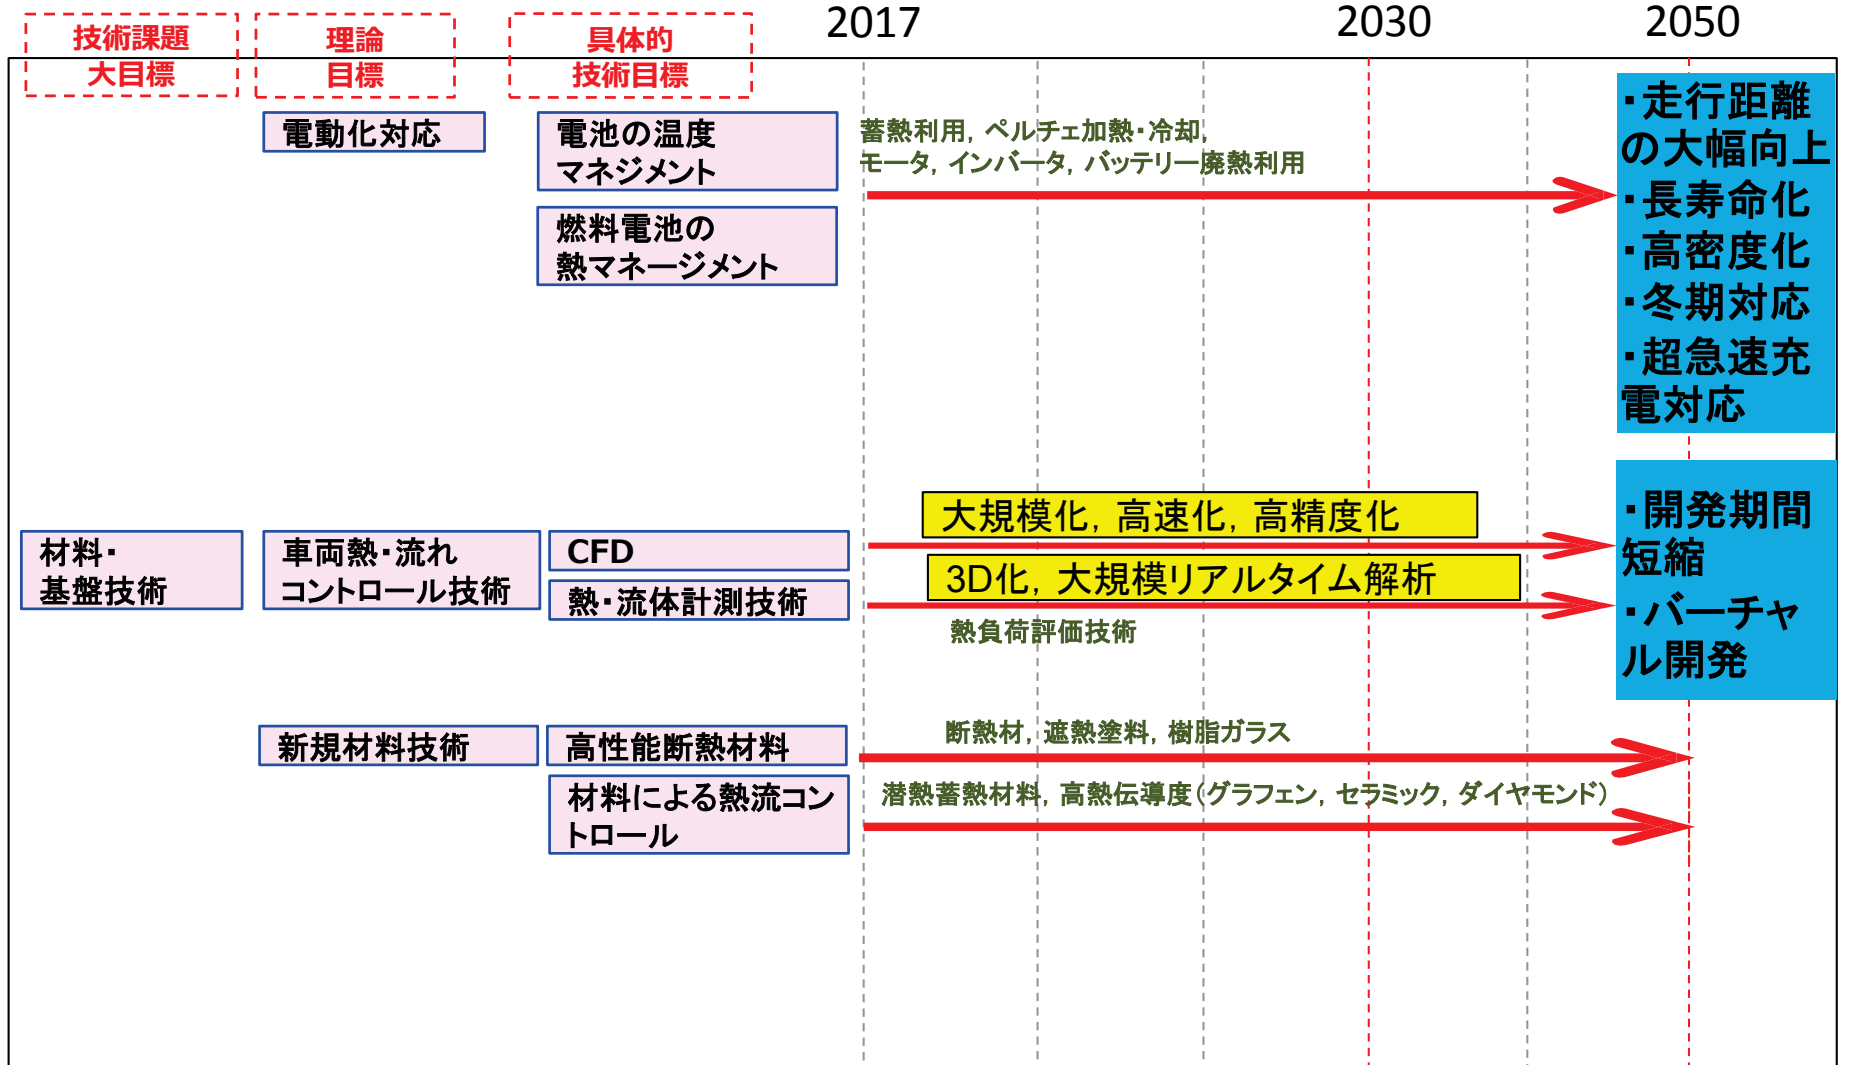 技術課題
大目標
理論
目標
具体的
技術目標
2017
2030
2050
電動化対応
電池の温度
マネジメント
燃料電池の
熱マネージメント
蓄熱利用, ペルチェ加熱・冷却,
モータ, インバータ, バッテリー廃熱利用
・走行距離
の大幅向上
・長寿命化
・高密度化
・冬期対応
・超急速充
電対応
材料・
基盤技術
車両熱・流れ
コントロール技術
CFD
熱・流体計測技術
大規模化, 高速化, 高精度化
3D化, 大規模リアルタイム解析
熱負荷評価技術
・開発期間
短縮
・バーチャ
ル開発
新規材料技術
高性能断熱材料
断熱材, 遮熱塗料, 樹脂ガラス
材料による熱流コン
トロール
潜熱蓄熱材料, 高熱伝導度(グラフェン, セラミック, ダイヤモンド)